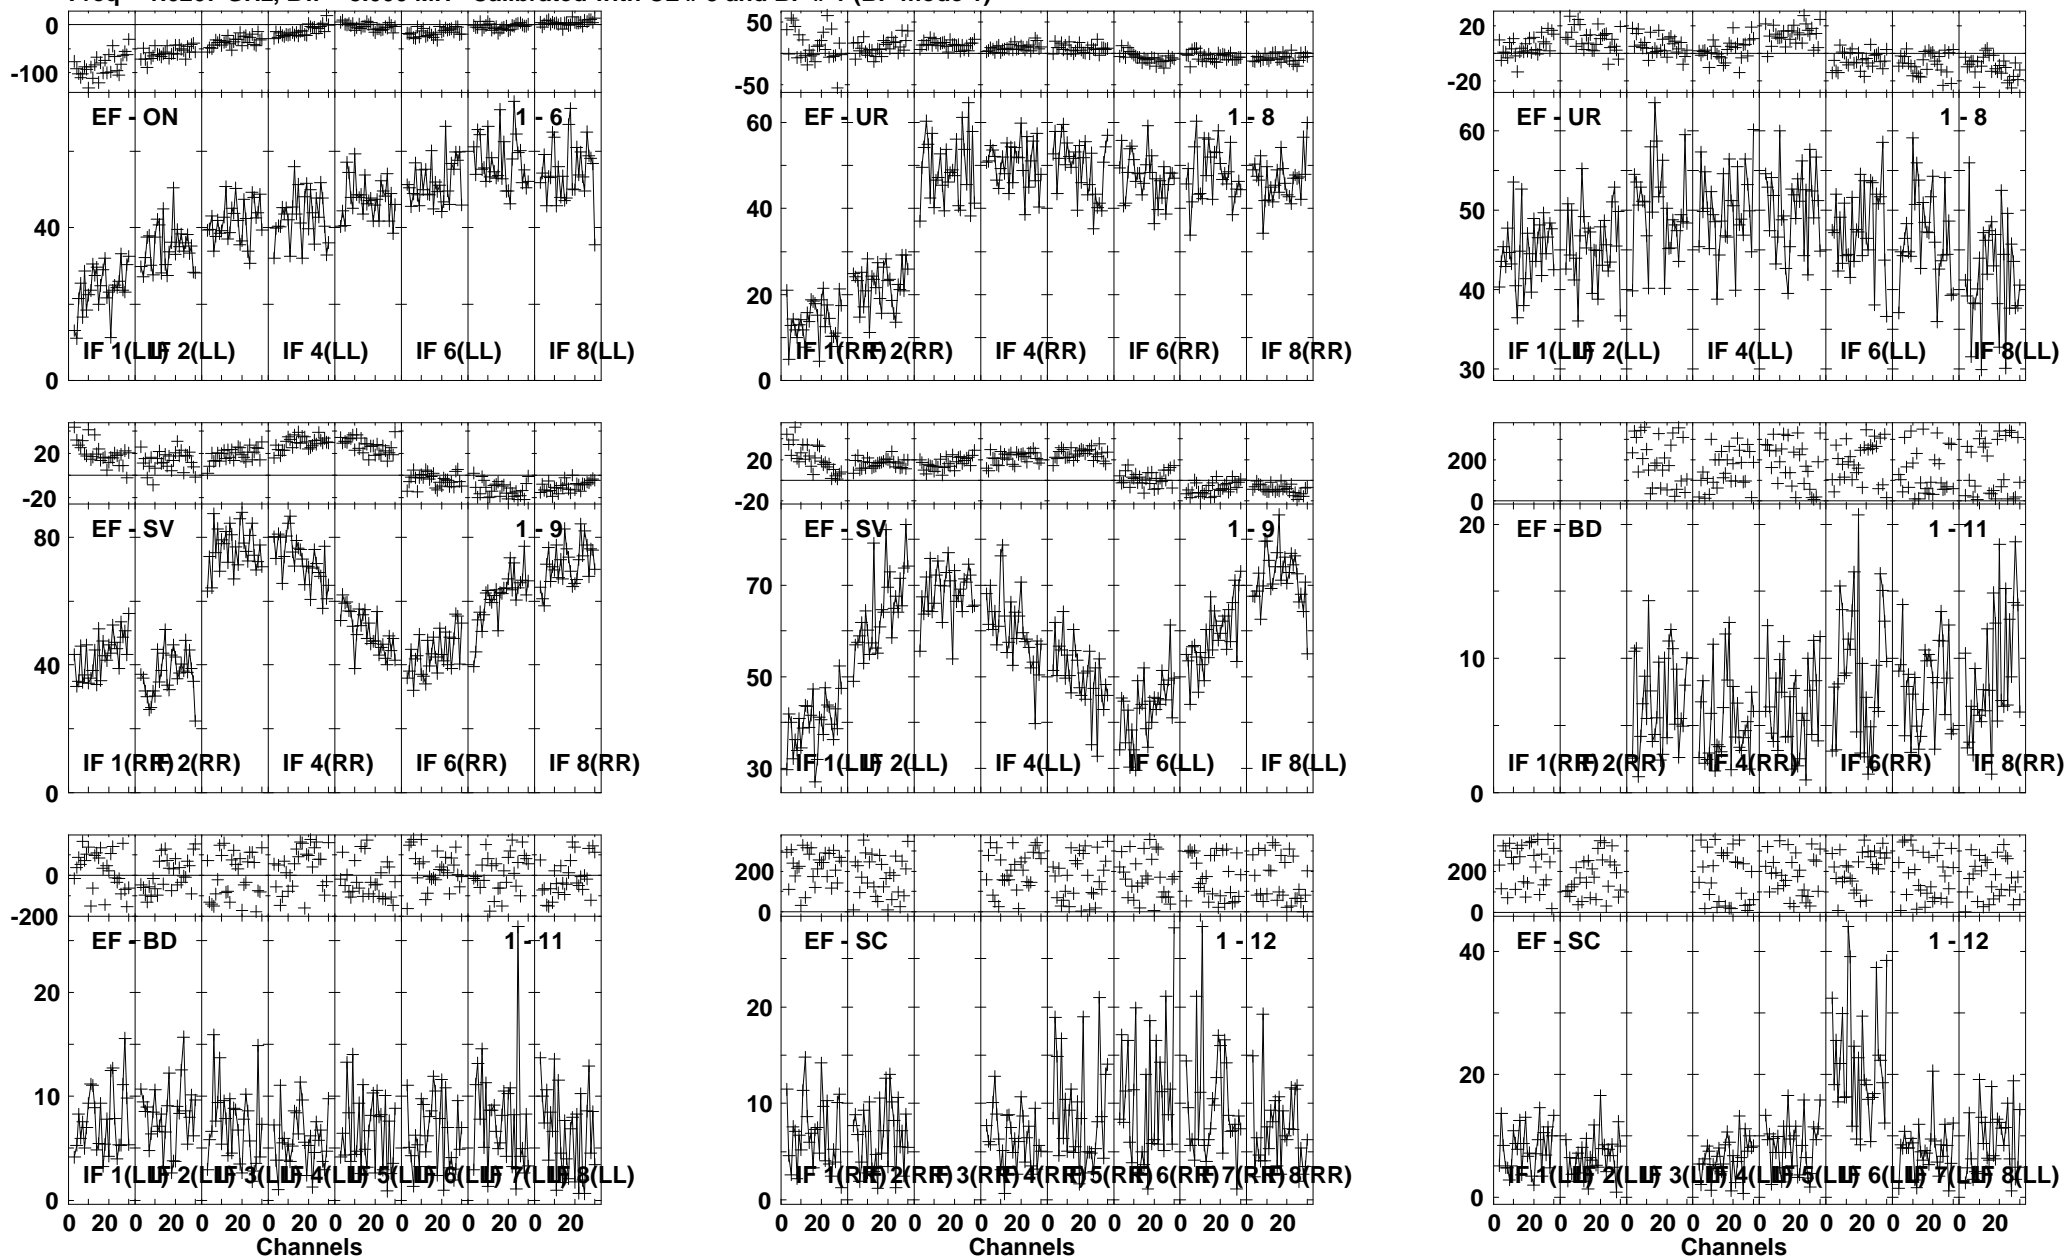 0
-100
EF - ON
1 - 6
40
IF 1(LL)
IF 2(LL)
IF 4(LL)
IF 6(LL)
IF 8(LL)
0
50
0
-50
EF - UR
1 - 8
60
40
20
IF 1(RR)
IF 2(RR)
IF 4(RR)
IF 6(RR)
IF 8(RR)
0
20
0
-20
EF - UR
1 - 8
60
50
40
IF 1(LL)
IF 2(LL)
IF 4(LL)
IF 6(LL)
IF 8(LL)
30
20
-20
EF - SV
1 - 9
80
40
IF 1(RR)
IF 2(RR)
IF 4(RR)
IF 6(RR)
IF 8(RR)
0
20
-20
EF - SV
1 - 9
70
50
IF 1(LL)
IF 2(LL)
IF 4(LL)
IF 6(LL)
IF 8(LL)
30
200
0
EF - BD
1 - 11
20
10
IF 1(RR)
IF 2(RR)
IF 4(RR)
IF 6(RR)
IF 8(RR)
0
0
-200
EF - BD
1 - 11
20
10
IF 1(LL)
IF 2(LL)
IF 3(LL)
IF 4(LL)
IF 5(LL)
IF 6(LL)
IF 7(LL)
IF 8(LL)
0
0 20 0 20 0 20 0 20 0 20 0 20 0 20 0 20
Channels
200
0
EF - SC
1 - 12
20
10
IF 1(RR)
IF 2(RR)
IF 3(RR)
IF 4(RR)
IF 5(RR)
IF 6(RR)
IF 7(RR)
IF 8(RR)
0
0 20 0 20 0 20 0 20 0 20 0 20 0 20 0 20
Channels
200
0
EF - SC
1 - 12
40
20
IF 1(LL)
IF 2(LL)
IF 3(LL)
IF 4(LL)
IF 5(LL)
IF 6(LL)
IF 7(LL)
IF 8(LL)
0
0 20 0 20 0 20 0 20 0 20 0 20 0 20 0 20
Channels